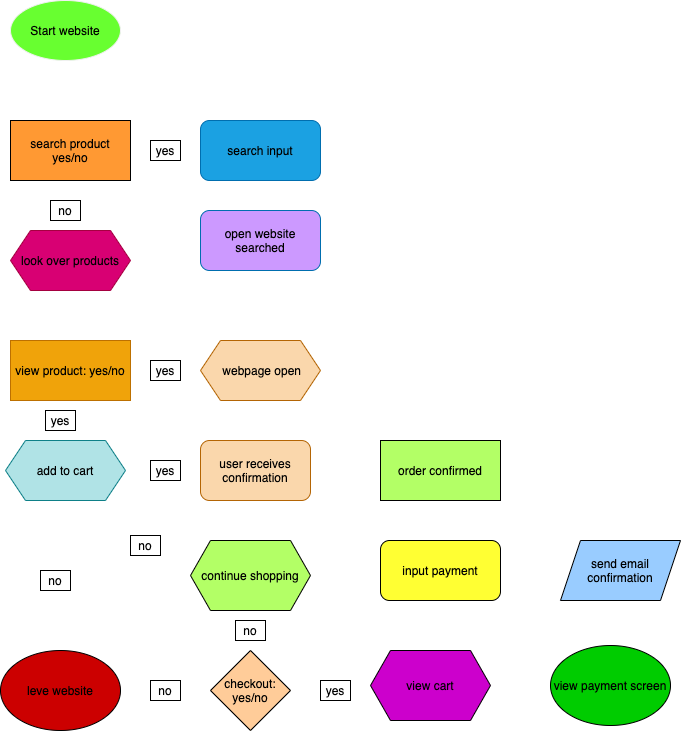 Start website
search product
yes/no
yes
search input
no
look over products
open website
searched
view product: yes/no
yes
webpage open
yes
add to cart
yes
user receives
confirmation
order confirmed
no
continue shopping
input payment
send email
confirmation
no
no
leve website
no
checkout:
yes/no
yes
view cart
view payment screen